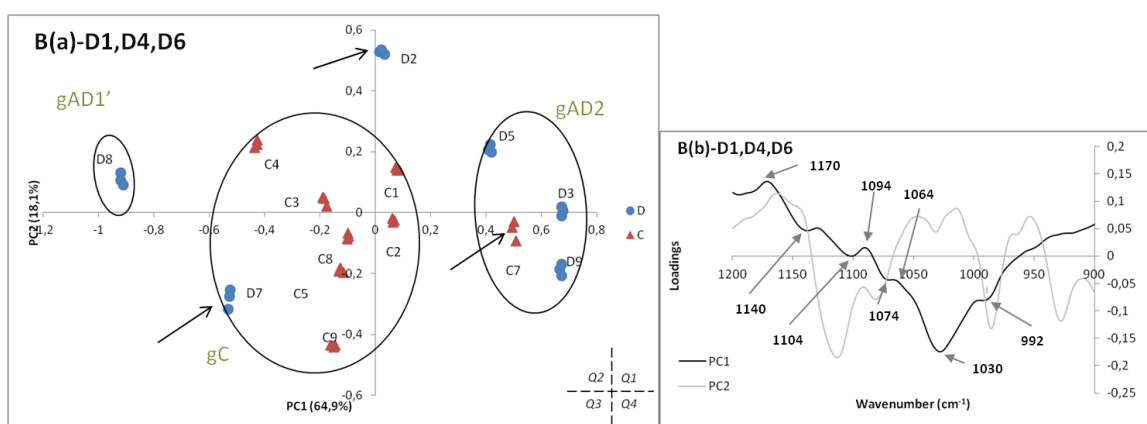 B(a)-D1,D4,D6
0,6
D2
gAD1′
gAD2
0,4
D8
D5
C4
0,2
C1
D3
C3
0
D
C
-1
-0,8
-0,6
-0,4
-0,2
0
0,2
0,4
0,6
0,8
C2
C7
C8
D9
-0,2
D7
C5
gC
C9
-0,4
-0,6
PC2 (18,1%)
PC1 (64,9%)
Q2
Q1
Q3
Q4
B(b)-D1,D4,D6
0,2
1170
0,15
1094
1064
0,1
0,05
0
1200
1150
1100
1050
1000
950
900
-0,05
1140
1104
1074
992
-0,1
-0,15
1030
-0,2
-0,25
Loadings
PC1
PC2
Wavenumber (cm⁻¹)